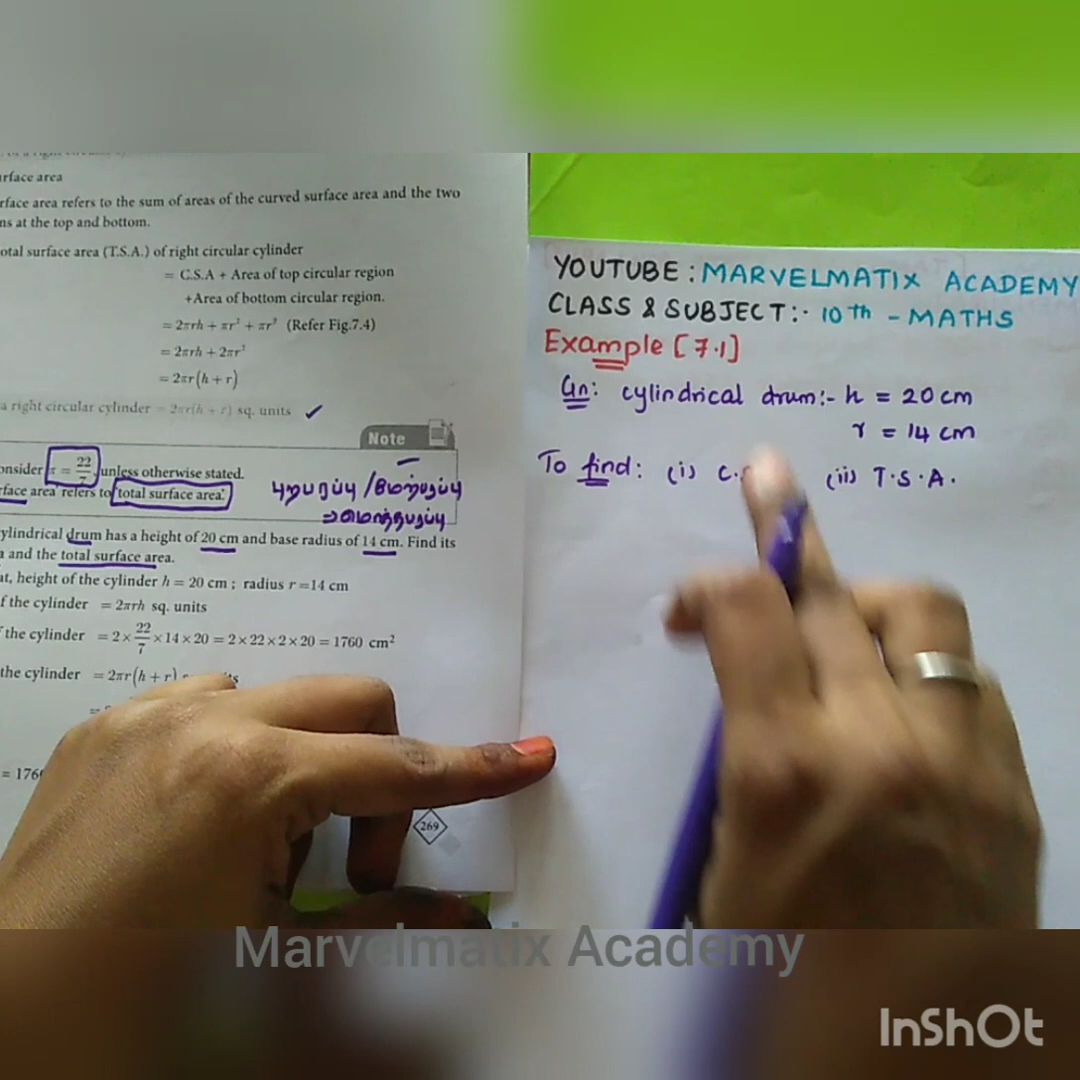 rface area
rface area refers to the sum of areas of the curved surface area and the two
ns at the top and bottom.
otal surface area (T.S.A.) of right circular cylinder
= C.S.A + Area of top circular region
+Area of bottom circular region.
= 2πrh + πr² + πr² (Refer Fig.7.4)
= 2πrh + 2πr²
= 2πr(h + r)
a right circular cylinder = 2πr(h + r) sq. units ✓
Note
onsider π = 22/7 unless otherwise stated.
rface area refers to 'total surface area'.
புறபரப்பு / மேற்பரப்பு
⇒ மொத்தபரப்பு
ylindrical drum has a height of 20 cm and base radius of 14 cm. Find its
a and the total surface area.
at, height of the cylinder h = 20 cm ; radius r =14 cm
f the cylinder = 2πrh sq. units
f the cylinder = 2 × 22/7 × 14 × 20 = 2 × 22 × 2 × 20 = 1760 cm²
the cylinder = 2πr(h + r)
= 176
269
YOUTUBE : MARVELMATIX ACADEMY
CLASS & SUBJECT :- 10th - MATHS
Example [7.1]
Gn: cylindrical drum:- h = 20 cm
r = 14 cm
To find: (i) C.S (ii) T.S.A.
Marvelmatix Academy
InShOt